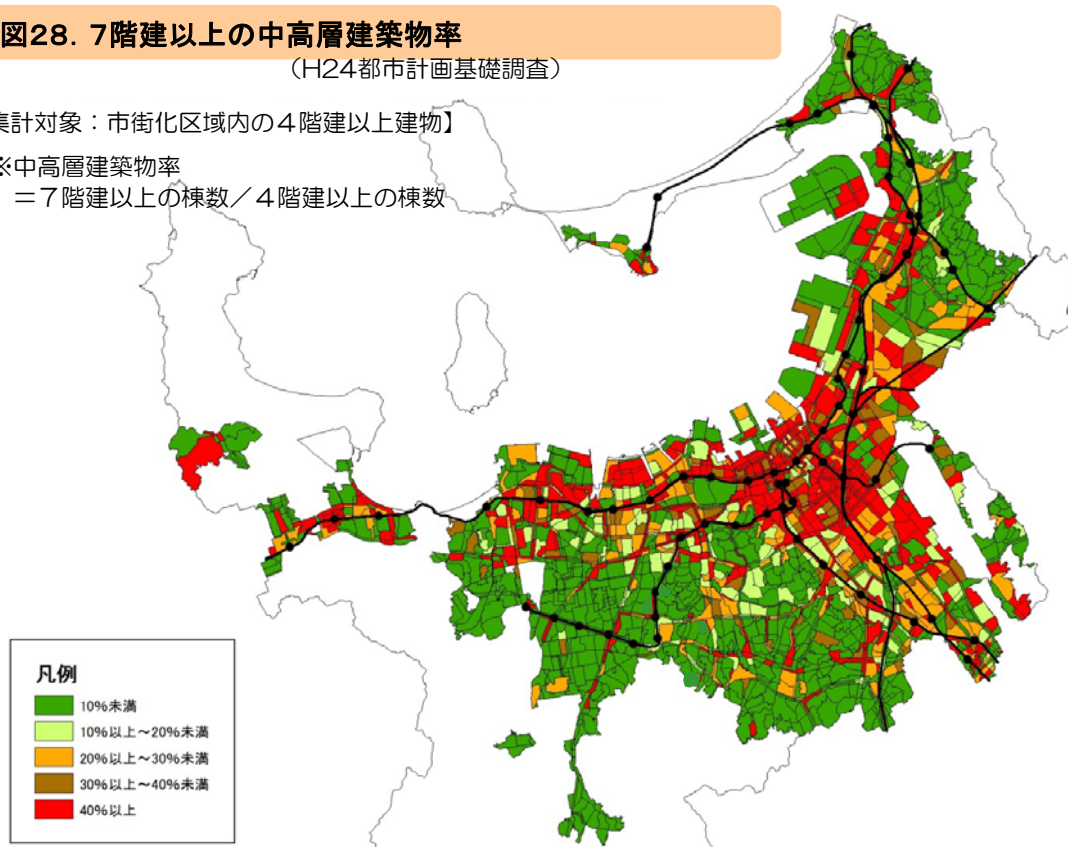 図28．7階建以上の中高層建築物率
（H24都市計画基礎調査）
集計対象：市街化区域内の４階建以上建物】
※中高層建築物率
＝７階建以上の棟数／４階建以上の棟数
凡例
10%未満
10%以上～20%未満
20%以上～30%未満
30%以上～40%未満
40%以上